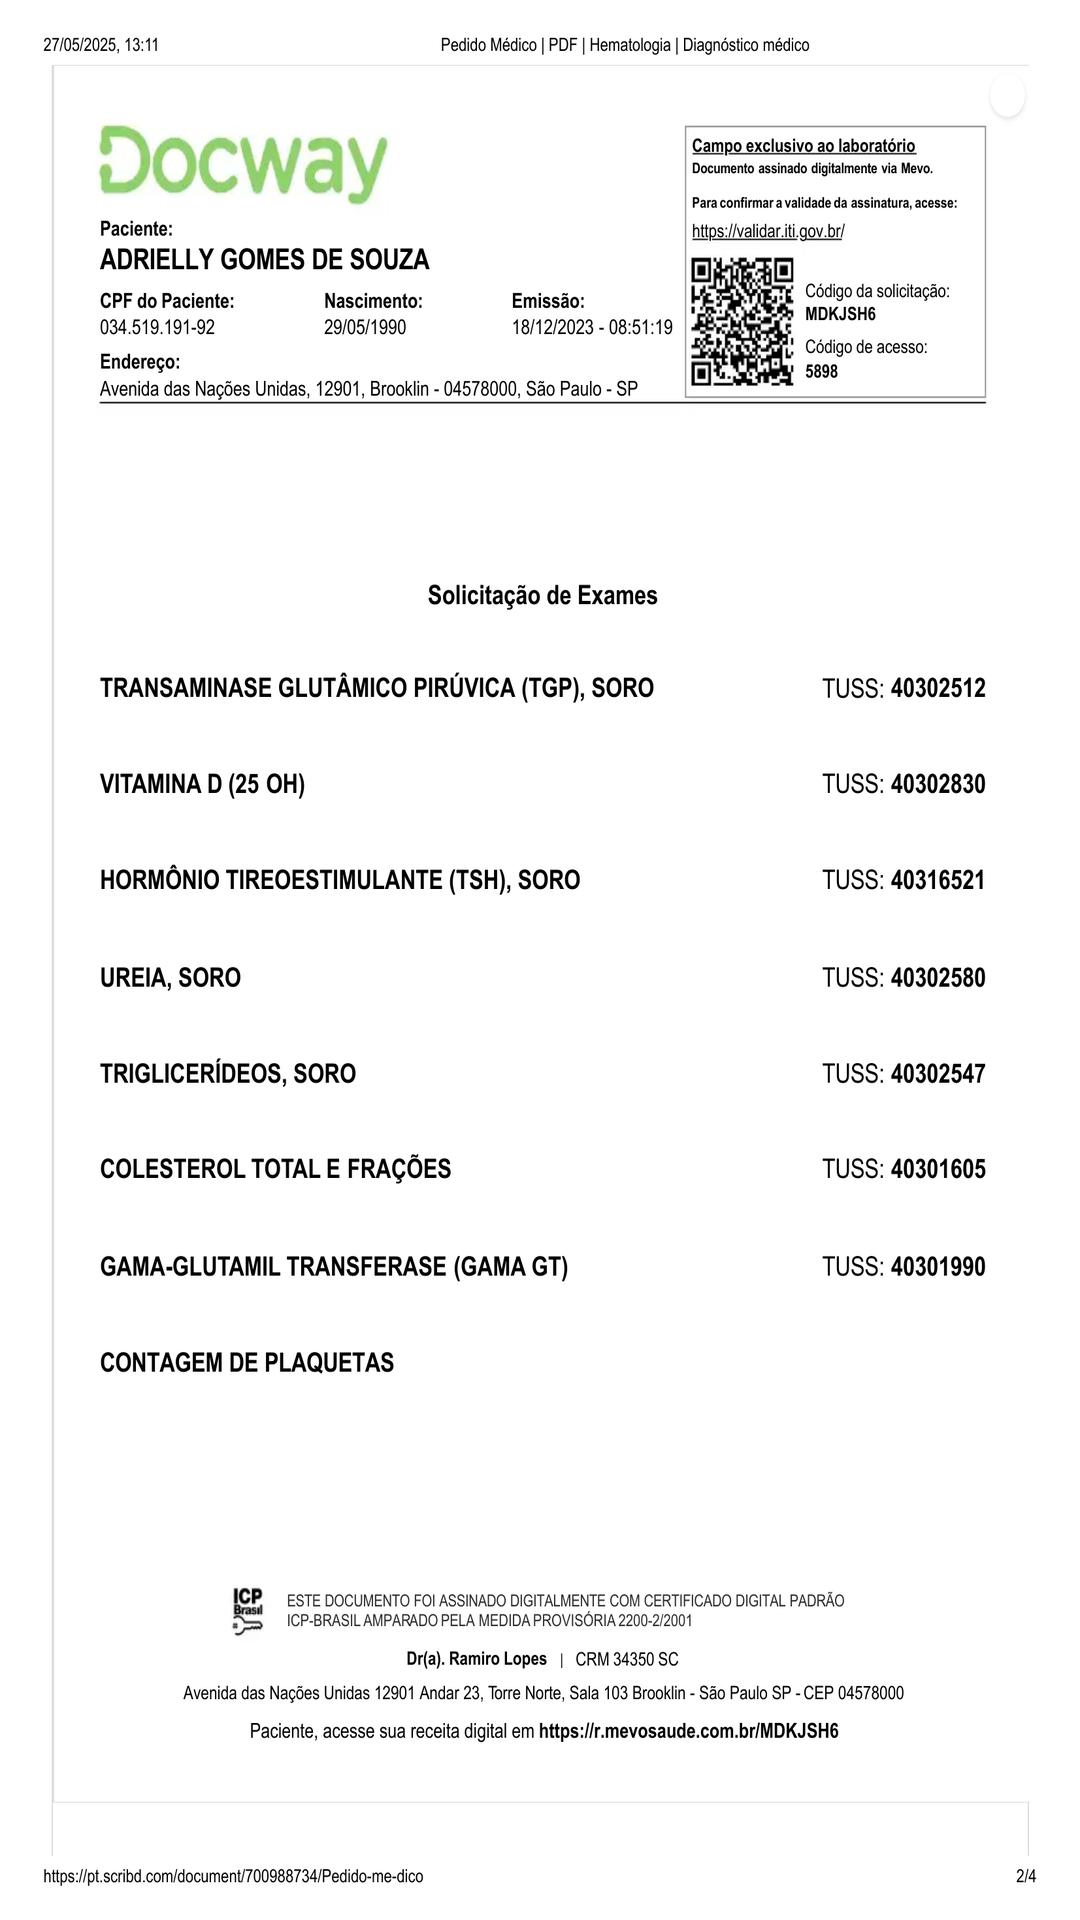 27/05/2025, 13:11
Pedido Médico | PDF | Hematologia | Diagnóstico médico
Docway
Paciente:
ADRIELLY GOMES DE SOUZA
CPF do Paciente: Nascimento: Emissão:
034.519.191-92 29/05/1990 18/12/2023 - 08:51:19
Endereço:
Avenida das Nações Unidas, 12901, Brooklin - 04578000, São Paulo - SP
Campo exclusivo ao laboratório
Documento assinado digitalmente via Mevo.
Para confirmar a validade da assinatura, acesse:
https://validar.iti.gov.br/
Código da solicitação:
MDKJSH6
Código de acesso:
5898
Solicitação de Exames
TRANSAMINASE GLUTÂMICO PIRÚVICA (TGP), SORO TUSS: 40302512
VITAMINA D (25 OH) TUSS: 40302830
HORMÔNIO TIREOESTIMULANTE (TSH), SORO TUSS: 40316521
UREIA, SORO TUSS: 40302580
TRIGLICERÍDEOS, SORO TUSS: 40302547
COLESTEROL TOTAL E FRAÇÕES TUSS: 40301605
GAMA-GLUTAMIL TRANSFERASE (GAMA GT) TUSS: 40301990
CONTAGEM DE PLAQUETAS
ICP
Brasil
ESTE DOCUMENTO FOI ASSINADO DIGITALMENTE COM CERTIFICADO DIGITAL PADRÃO
ICP-BRASIL AMPARADO PELA MEDIDA PROVISÓRIA 2200-2/2001
Dr(a). Ramiro Lopes | CRM 34350 SC
Avenida das Nações Unidas 12901 Andar 23, Torre Norte, Sala 103 Brooklin - São Paulo SP - CEP 04578000
Paciente, acesse sua receita digital em https://r.mevosaude.com.br/MDKJSH6
https://pt.scribd.com/document/700988734/Pedido-me-dico
2/4